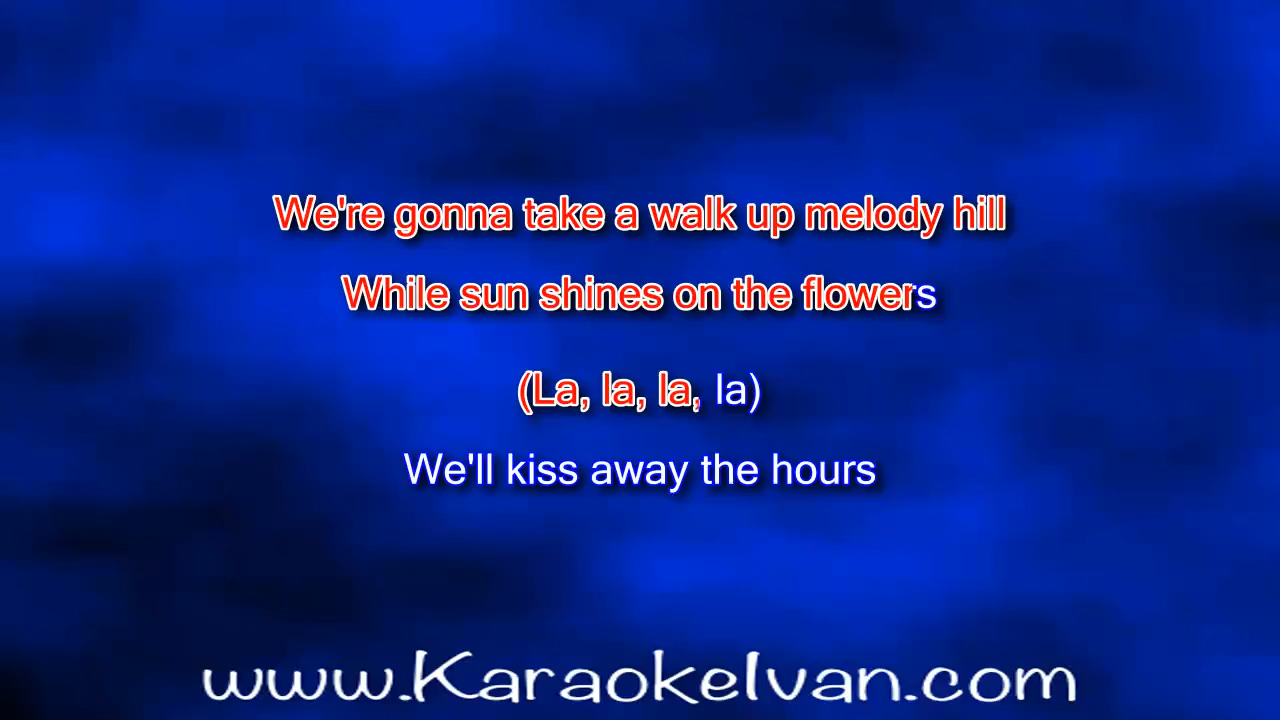 We're gonna take a walk up melody hill
While sun shines on the flowers
(La, la, la, la)
We'll kiss away the hours
www.KaraokeIvan.com